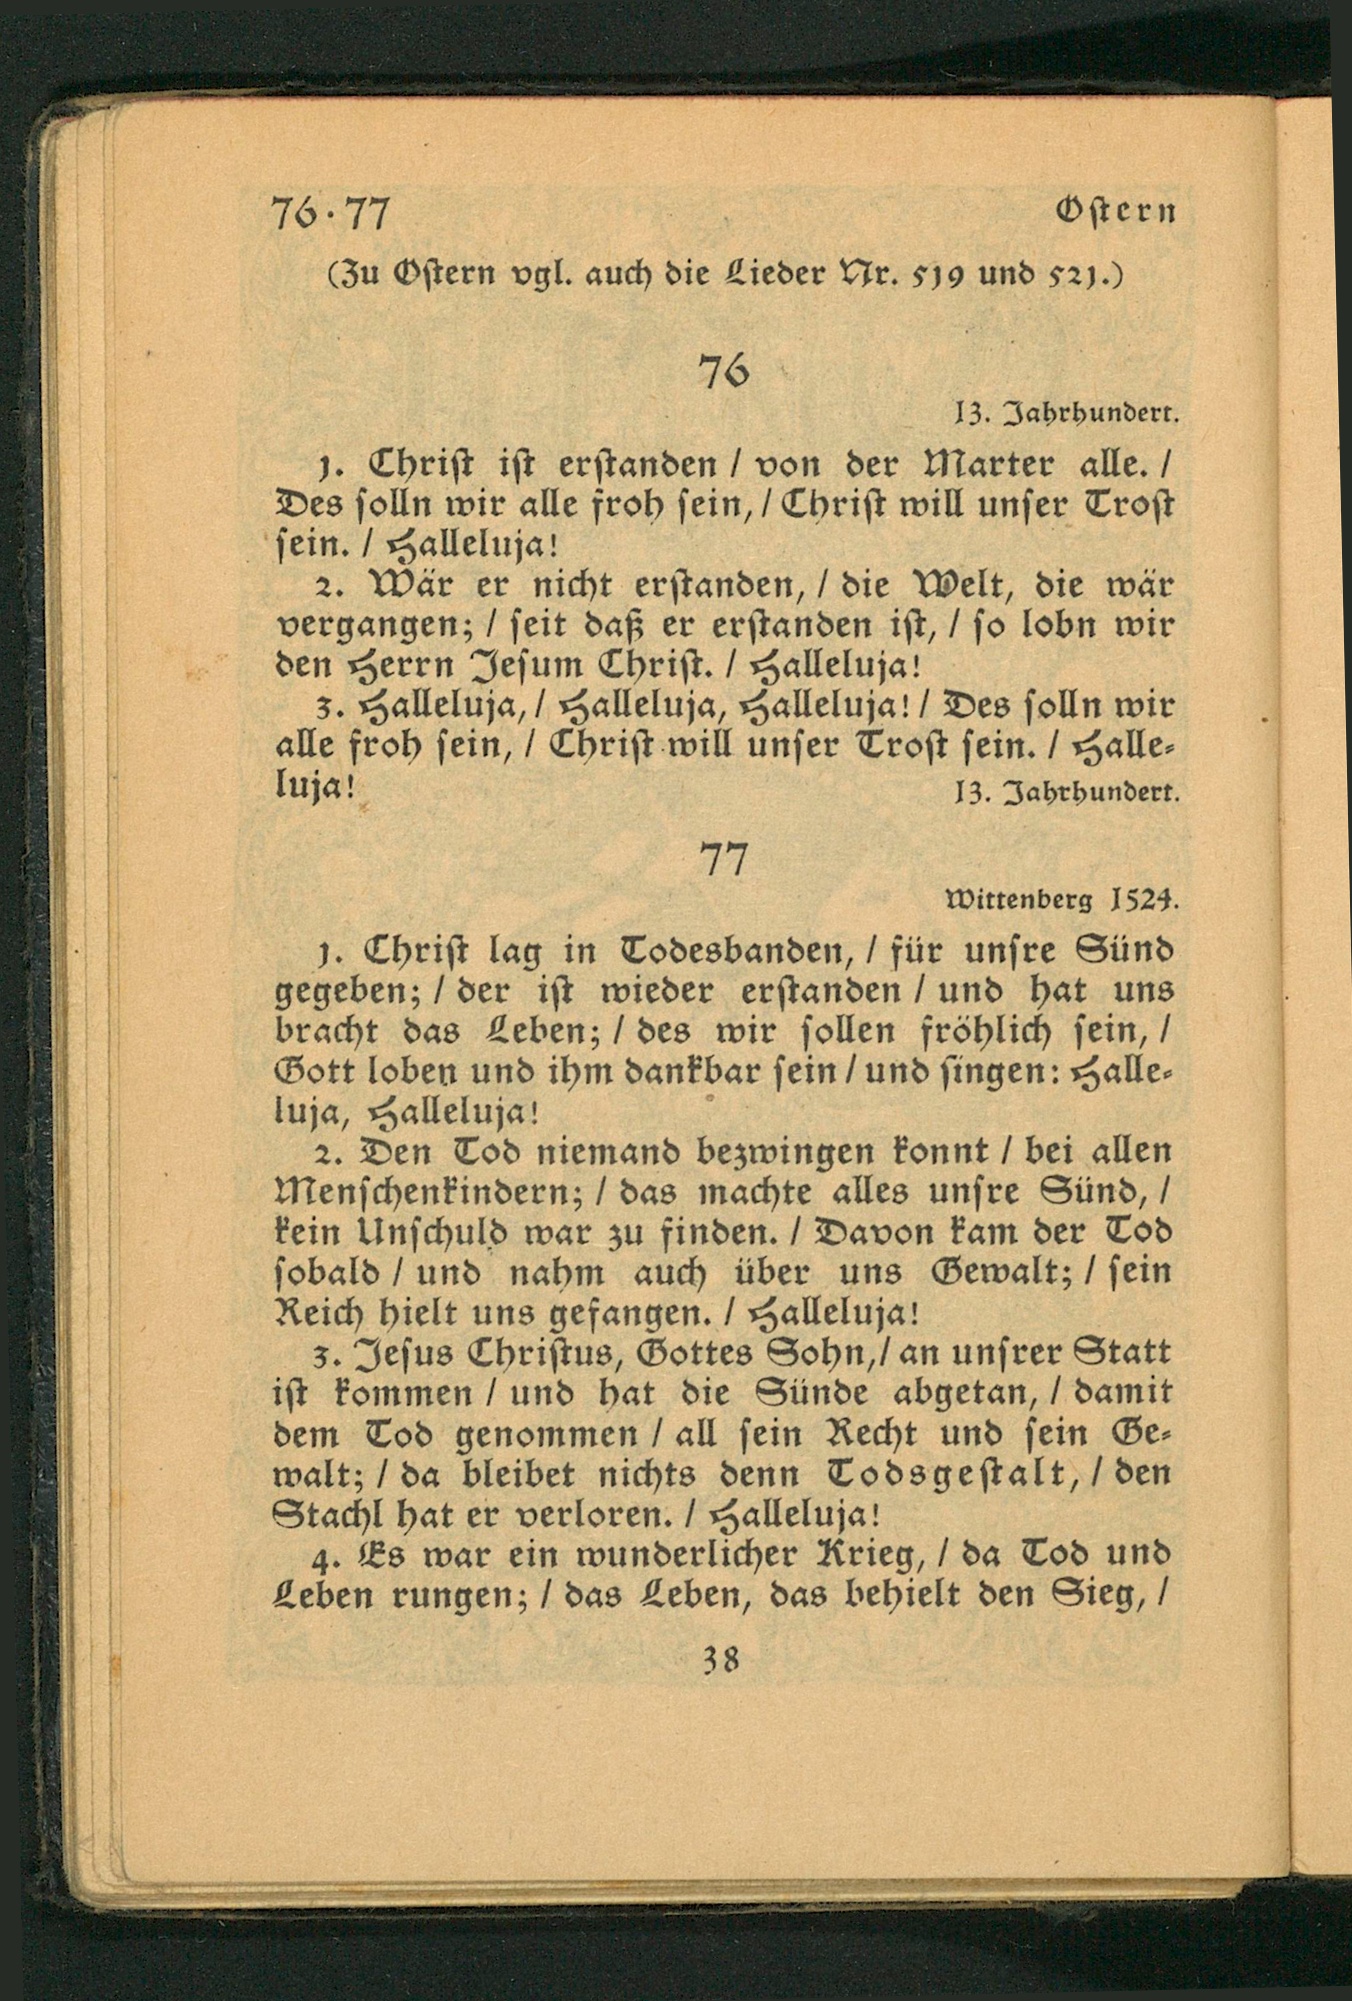 76·77 Ostern
(Zu Ostern vgl. auch die Lieder Nr. 519 und 521.)
76
13. Jahrhundert.
1. Christ ist erstanden / von der Marter alle. /
Des solln wir alle froh sein, / Christ will unser Trost
sein. / Halleluja!
2. Wär er nicht erstanden, / die Welt, die wär
vergangen; / seit daß er erstanden ist, / so lobn wir
den Herrn Jesum Christ. / Halleluja!
3. Halleluja, / Halleluja, Halleluja! / Des solln wir
alle froh sein, / Christ will unser Trost sein. / Halle-
luja! 13. Jahrhundert.
77
Wittenberg 1524.
1. Christ lag in Todesbanden, / für unsre Sünd
gegeben; / der ist wieder erstanden / und hat uns
bracht das Leben; / des wir sollen fröhlich sein, /
Gott loben und ihm dankbar sein / und singen: Halle-
luja, Halleluja!
2. Den Tod niemand bezwingen konnt / bei allen
Menschenkindern; / das machte alles unsre Sünd, /
kein Unschuld war zu finden. / Davon kam der Tod
sobald / und nahm auch über uns Gewalt; / sein
Reich hielt uns gefangen. / Halleluja!
3. Jesus Christus, Gottes Sohn, / an unsrer Statt
ist kommen / und hat die Sünde abgetan, / damit
dem Tod genommen / all sein Recht und sein Ge-
walt; / da bleibet nichts denn Todsgestalt, / den
Stachl hat er verloren. / Halleluja!
4. Es war ein wunderlicher Krieg, / da Tod und
Leben rungen; / das Leben, das behielt den Sieg, /
38